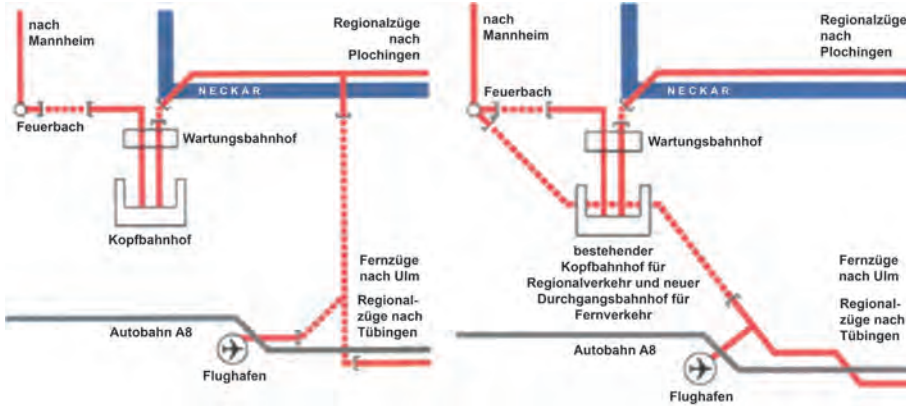 nach
Mannheim
Regionalzüge
nach
Plochingen
NECKAR
Feuerbach
Wartungsbahnhof
Kopfbahnhof
Fernzüge
nach Ulm
Regional-
züge nach
Tübingen
Autobahn A8
Flughafen
nach
Mannheim
Regionalzüge
nach
Plochingen
NECKAR
Feuerbach
Wartungsbahnhof
bestehender
Kopfbahnhof für
Regionalverkehr und neuer
Durchgangsbahnhof für
Fernverkehr
Fernzüge
nach Ulm
Regional-
züge nach
Tübingen
Autobahn A8
Flughafen